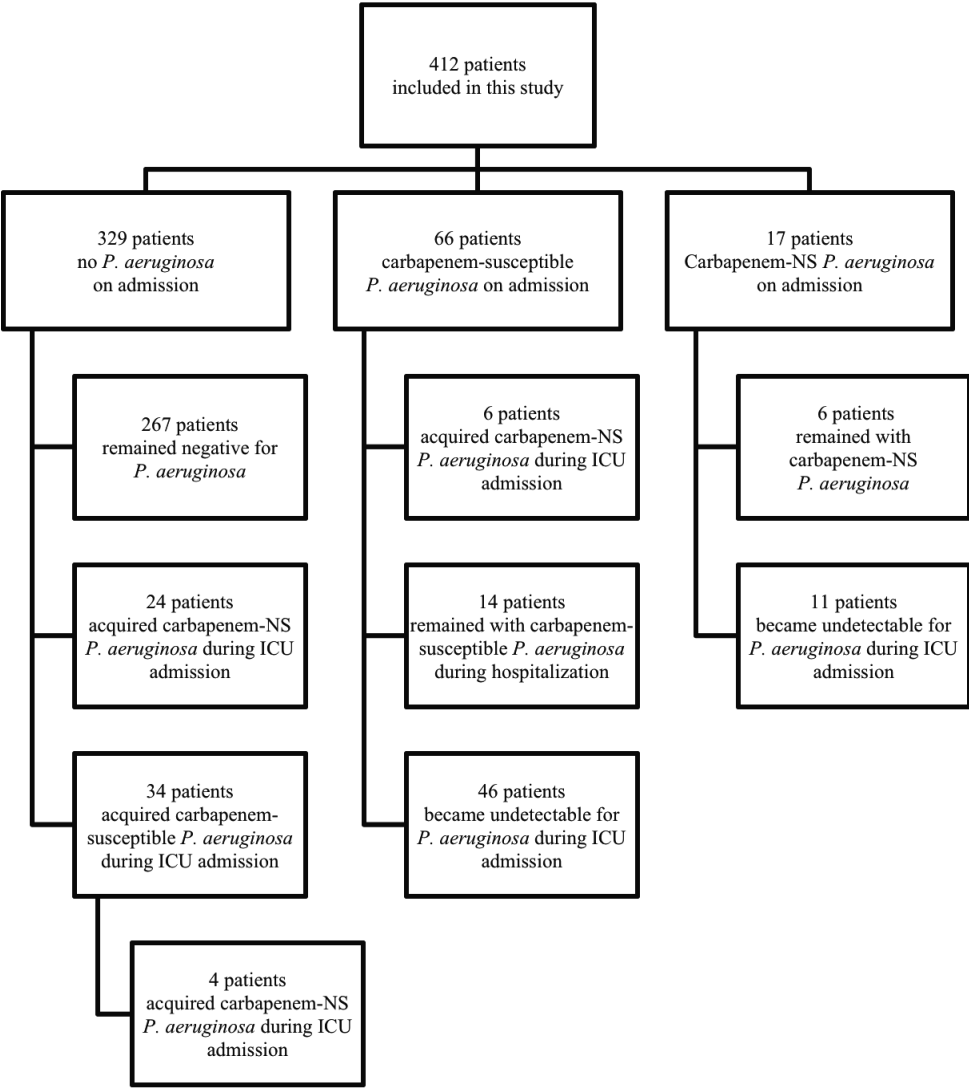 412 patients
included in this study
329 patients
no P. aeruginosa
on admission
66 patients
carbapenem-susceptible
P. aeruginosa on admission
17 patients
Carbapenem-NS P. aeruginosa
on admission
267 patients
remained negative for
P. aeruginosa
6 patients
acquired carbapenem-NS
P. aeruginosa during ICU
admission
6 patients
remained with
carbapenem-NS
P. aeruginosa
24 patients
acquired carbapenem-NS
P. aeruginosa during ICU
admission
14 patients
remained with carbapenem-
susceptible P. aeruginosa
during hospitalization
11 patients
became undetectable for
P. aeruginosa during ICU
admission
34 patients
acquired carbapenem-
susceptible P. aeruginosa
during ICU admission
46 patients
became undetectable for
P. aeruginosa during ICU
admission
4 patients
acquired carbapenem-NS
P. aeruginosa during ICU
admission